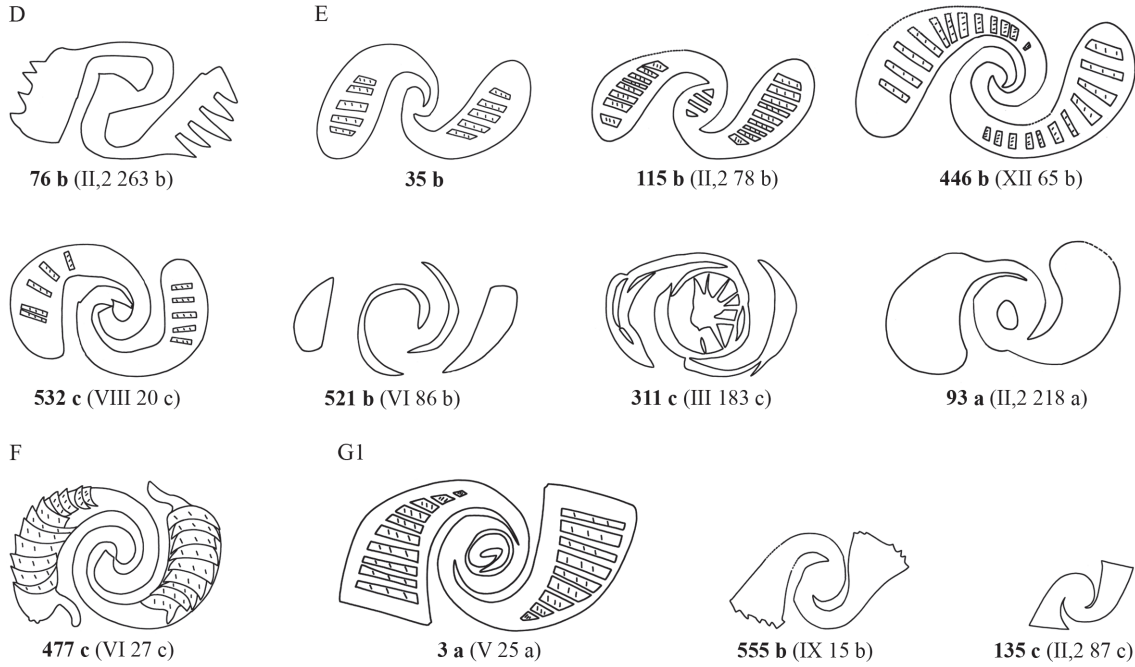 D E
76 b (II,2 263 b) 35 b 115 b (II,2 78 b) 446 b (XII 65 b)
532 c (VIII 20 c) 521 b (VI 86 b) 311 c (III 183 c) 93 a (II,2 218 a)
F G1
477 c (VI 27 c) 3 a (V 25 a) 555 b (IX 15 b) 135 c (II,2 87 c)